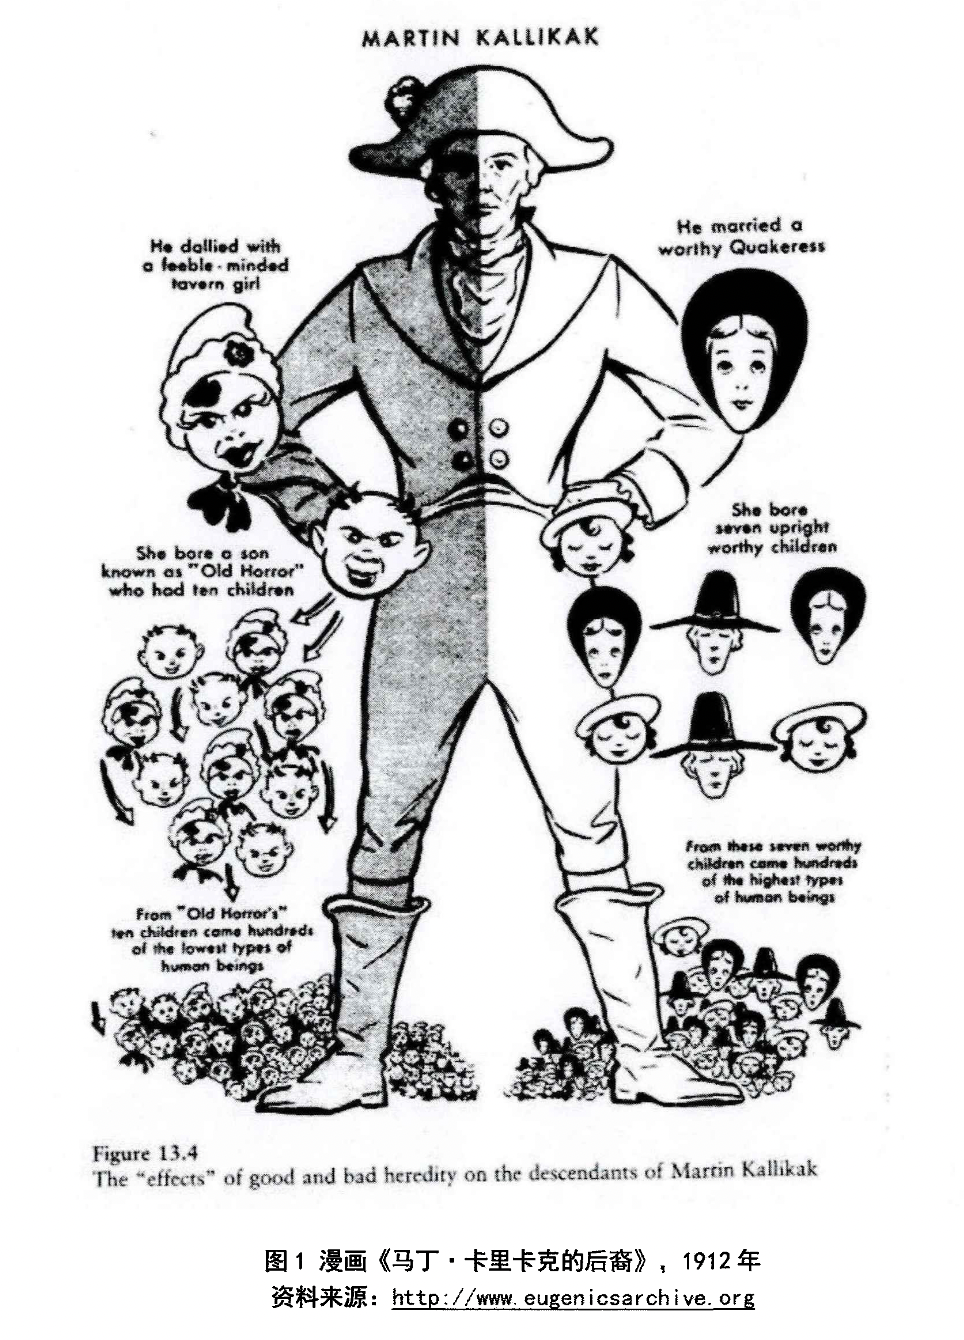 MARTIN KALLIKAK
He dallied with
a feeble-minded
tavern girl
He married a
worthy Quakeress
She bore a son
known as "Old Horror"
who had ten children
She bore
seven upright
worthy children
From "Old Horror's"
ten children came hundreds
of the lowest types of
human beings
From these seven worthy
children came hundreds
of the highest types
of human beings
Figure 13.4
The "effects" of good and bad heredity on the descendants of Martin Kallikak
图1 漫画《马丁·卡里卡克的后裔》，1912年
资料来源：http://www.eugenicsarchive.org